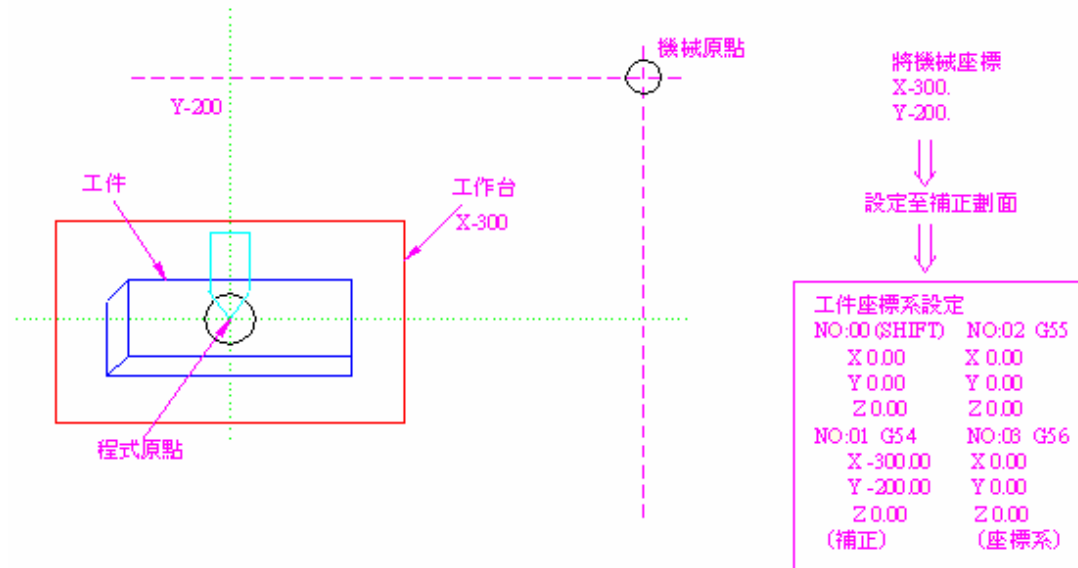 機械原點
Y-200
工件
工作台
X-300
程式原點
將機械座標
X-300.
Y-200.
設定至補正劃面
工件座標系設定
NO:00 (SHIFT) NO:02 G55
X 0.00 X 0.00
Y 0.00 Y 0.00
Z 0.00 Z 0.00
NO:01 G54 NO:03 G56
X -300.00 X 0.00
Y -200.00 Y 0.00
Z 0.00 Z 0.00
(補正) (座標系)